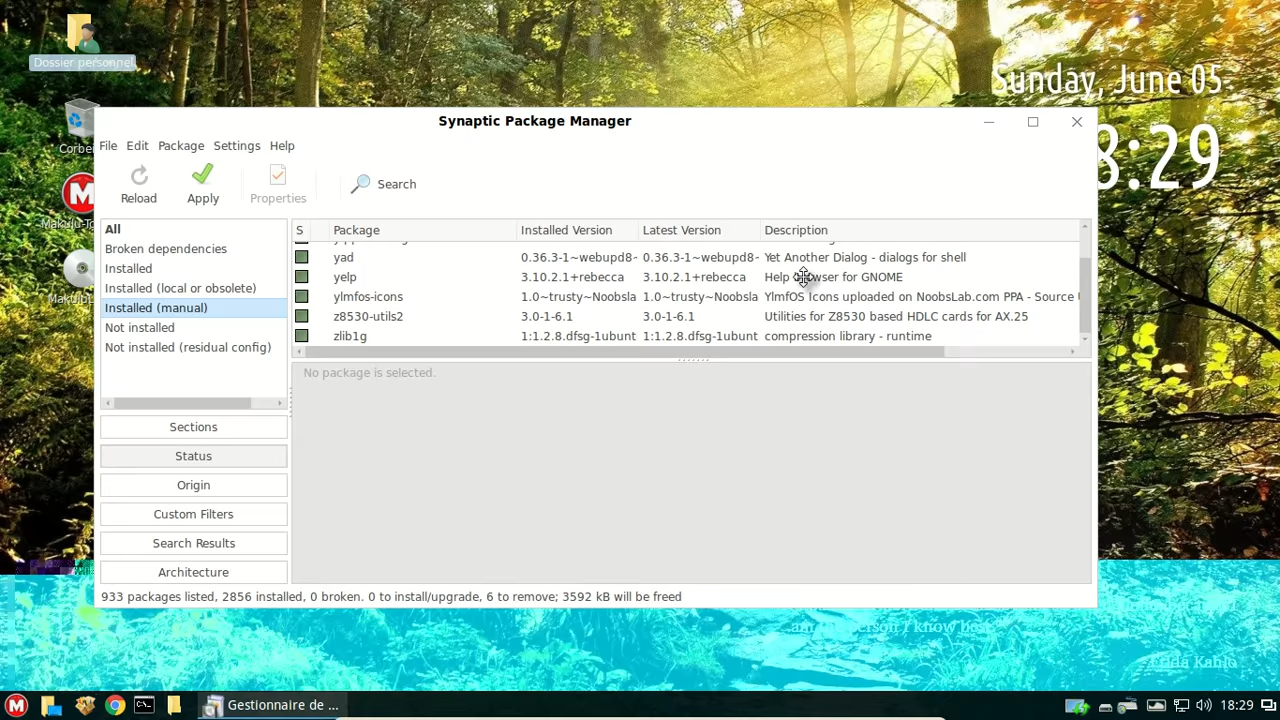 Dossier personnel
Sunday, June 05
8:29
Synaptic Package Manager
File Edit Package Settings Help
Reload Apply Properties Search
All
Broken dependencies
Installed
Installed (local or obsolete)
Installed (manual)
Not installed
Not installed (residual config)
S Package Installed Version Latest Version Description
yad 0.36.3-1~webupd8- 0.36.3-1~webupd8- Yet Another Dialog - dialogs for shell
yelp 3.10.2.1+rebecca 3.10.2.1+rebecca Help browser for GNOME
ylmfos-icons 1.0~trusty~Noobsla 1.0~trusty~Noobsla YlmfOS Icons uploaded on NoobsLab.com PPA - Source
z8530-utils2 3.0-1-6.1 3.0-1-6.1 Utilities for Z8530 based HDLC cards for AX.25
zlib1g 1:1.2.8.dfsg-1ubunt 1:1.2.8.dfsg-1ubunt compression library - runtime
No package is selected.
Sections
Status
Origin
Custom Filters
Search Results
Architecture
933 packages listed, 2856 installed, 0 broken. 0 to install/upgrade, 6 to remove; 3592 kB will be freed
person I know best
Kahlo
Gestionnaire de ...
18:29